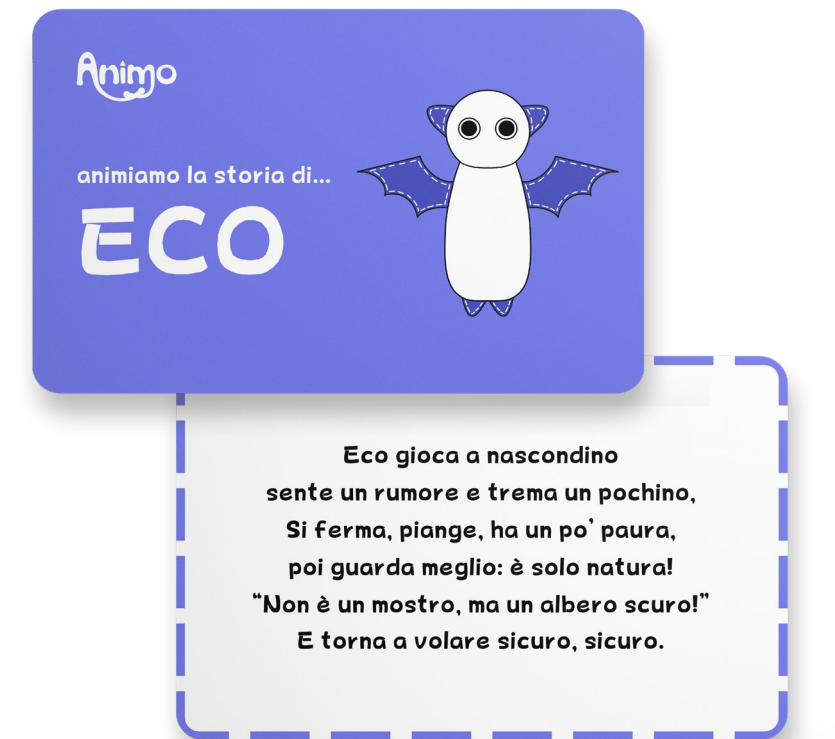 Animo
animiamo la storia di...
ECO
Eco gioca a nascondino
sente un rumore e trema un pochino,
Si ferma, piange, ha un po’ paura,
poi guarda meglio: è solo natura!
“Non è un mostro, ma un albero scuro!”
E torna a volare sicuro, sicuro.